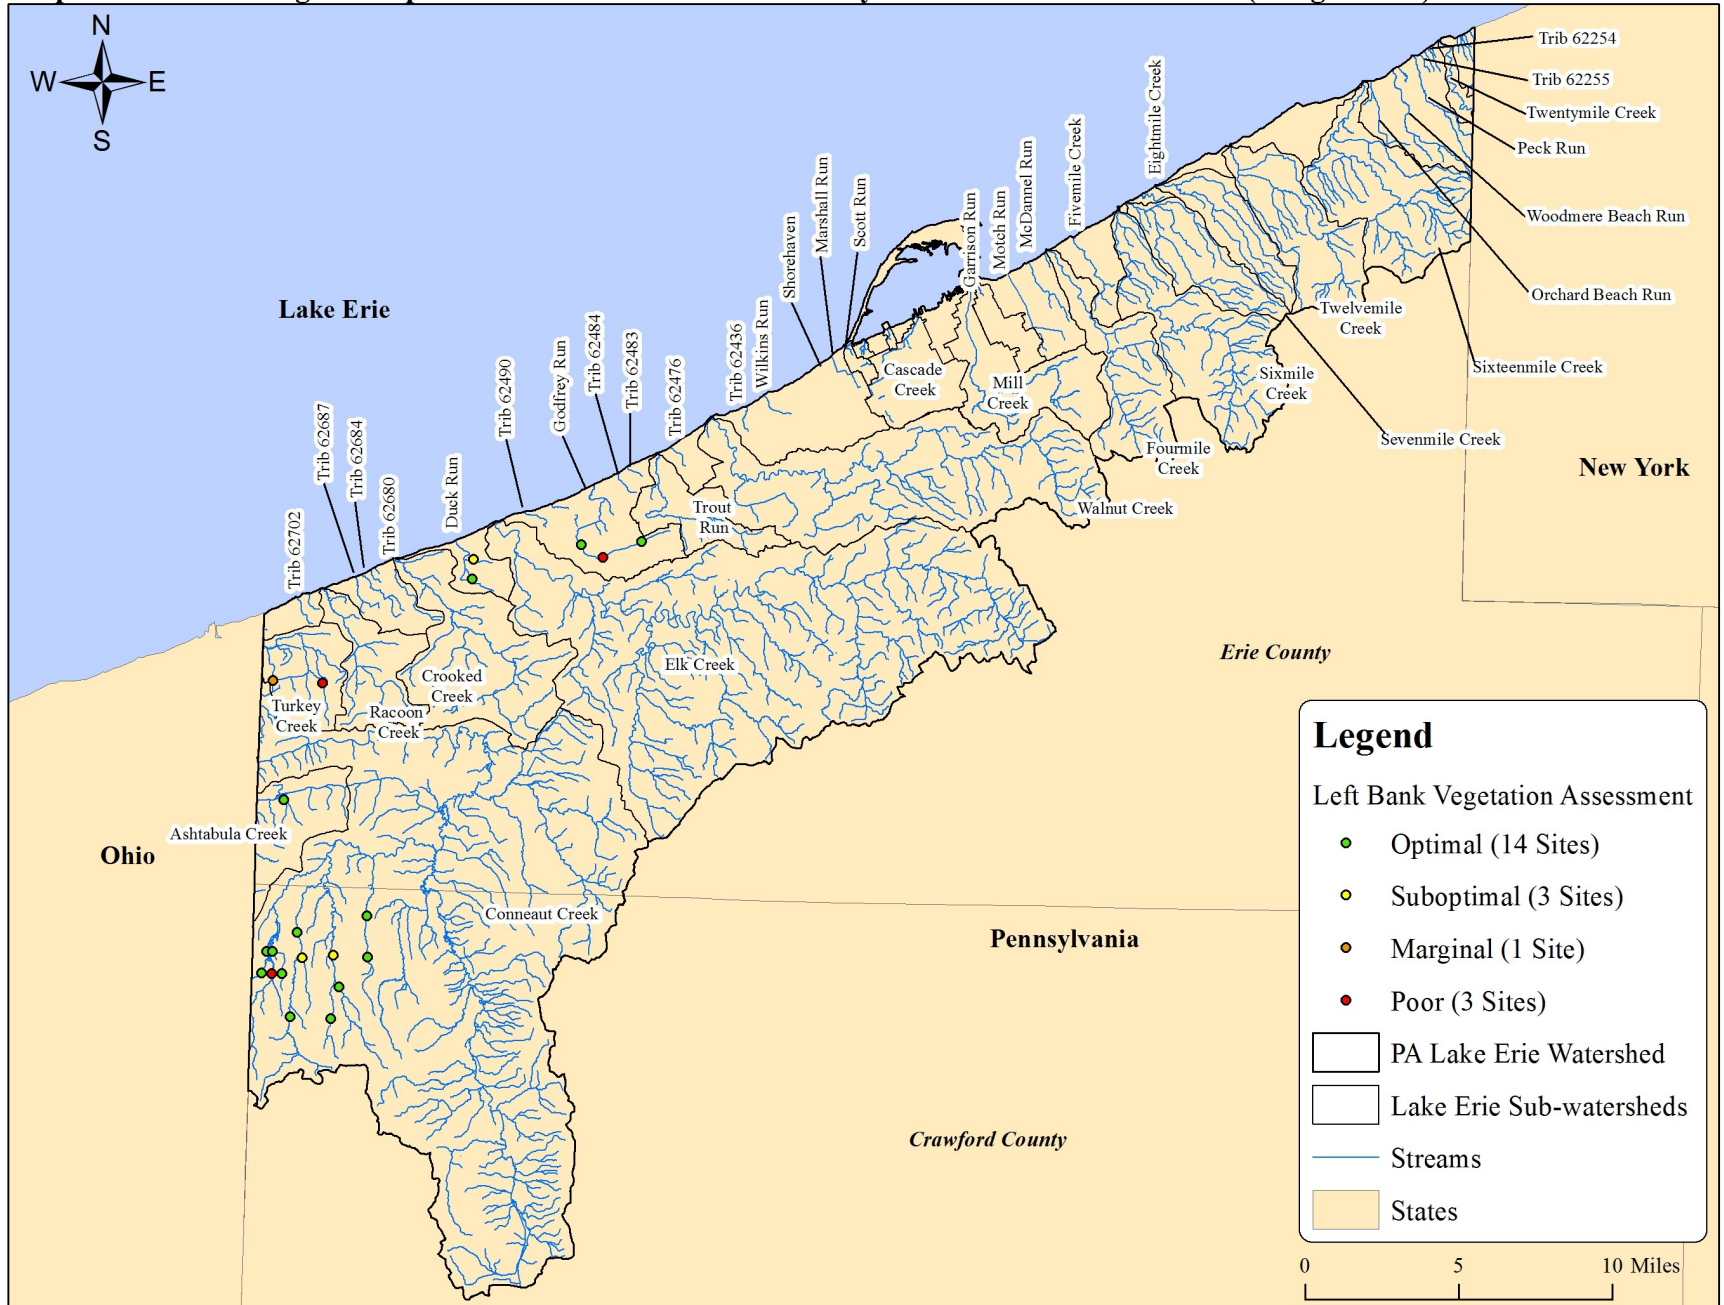 N
W
E
S
Trib 62254
Trib 62255
Twentymile Creek
Peck Run
Woodmere Beach Run
Orchard Beach Run
Sixteenmile Creek
Sevenmile Creek
Twelvemile
Creek
Sixmile
Creek
Fourmile
Creek
Eightmile Creek
Fivemile Creek
McDannel Run
Motch Run
Garrison Run
Scott Run
Marshall Run
Shorehaven
Wilkins Run
Trib 62436
Trib 62476
Trib 62483
Trib 62484
Godfrey Run
Trib 62490
Duck Run
Trib 62680
Trib 62684
Trib 62687
Trib 62702
Lake Erie
Cascade
Creek
Mill
Creek
Walnut Creek
Trout
Run
Elk Creek
Crooked
Creek
Racoon
Creek
Turkey
Creek
Ashtabula Creek
Conneaut Creek
Ohio
New York
Erie County
Pennsylvania
Crawford County
Legend
Left Bank Vegetation Assessment
Optimal (14 Sites)
Suboptimal (3 Sites)
Marginal (1 Site)
Poor (3 Sites)
PA Lake Erie Watershed
Lake Erie Sub-watersheds
Streams
States
0 5 10 Miles